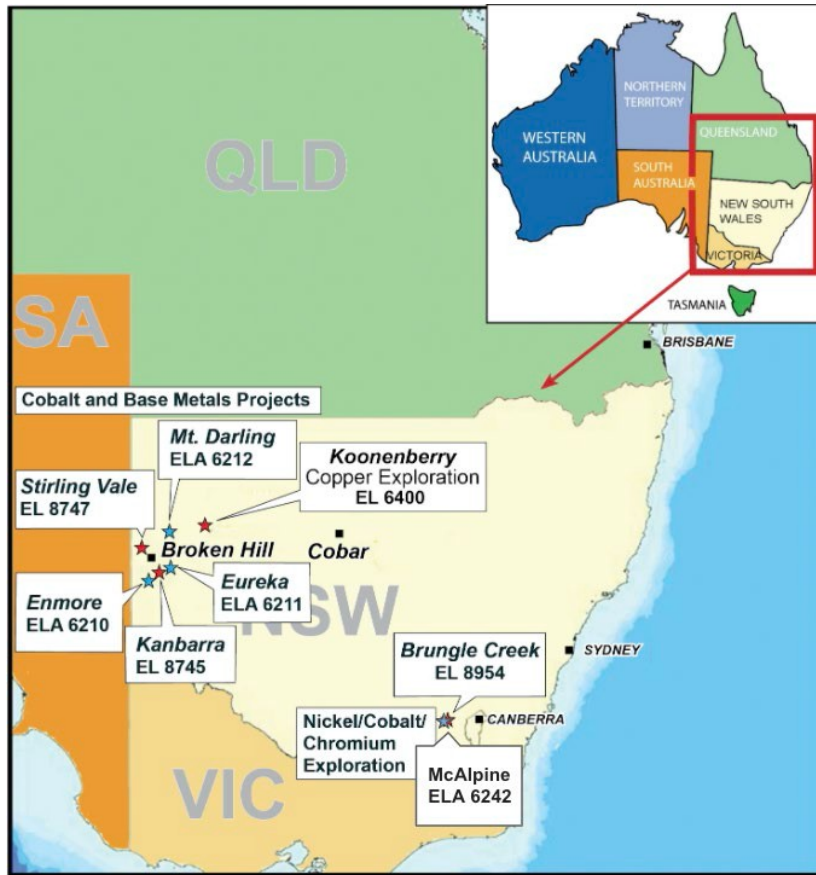 NORTHERN
TERRITORY
QUEENSLAND
WESTERN
AUSTRALIA
SOUTH
AUSTRALIA
NEW SOUTH
WALES
VICTORIA
TASMANIA
QLD
SA
BRISBANE
Cobalt and Base Metals Projects
Mt. Darling
ELA 6212
Koonenberry
Copper Exploration
EL 6400
Stirling Vale
EL 8747
Broken Hill
Cobar
Enmore
ELA 6210
Eureka
ELA 6211
NSW
Kanbarra
EL 8745
Brungle Creek
EL 8954
SYDNEY
CANBERRA
Nickel/Cobalt/
Chromium
Exploration
McAlpine
ELA 6242
VIC